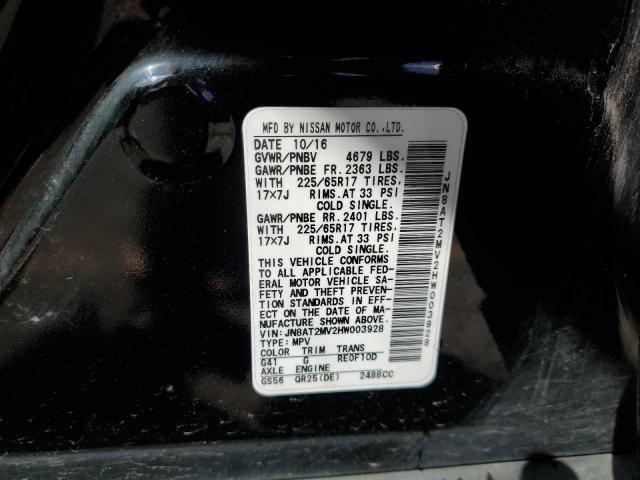 MFD BY NISSAN MOTOR CO.,LTD.
DATE 10/16
GVWR/PNBV 4679 LBS.
GAWR/PNBE FR. 2363 LBS.
WITH 225/65R17 TIRES,
17×7J RIMS.AT 33 PSI
COLD SINGLE.
GAWR/PNBE RR. 2401 LBS.
WITH 225/65R17 TIRES,
17×7J RIMS.AT 33 PSI
COLD SINGLE.
THIS VEHICLE CONFORMS
TO ALL APPLICABLE FED-
ERAL MOTOR VEHICLE SA-
FETY AND THEFT PREVEN-
TION STANDARDS IN EFF-
ECT ON THE DATE OF MA-
NUFACTURE SHOWN ABOVE.
VIN: JN8AT2MV2HW003928
TYPE: MPV
COLOR TRIM TRANS
G41 G RE0F10D
AXLE ENGINE
GS56 QR25(DE) 2488CC
JN8AT2MV2HW003928